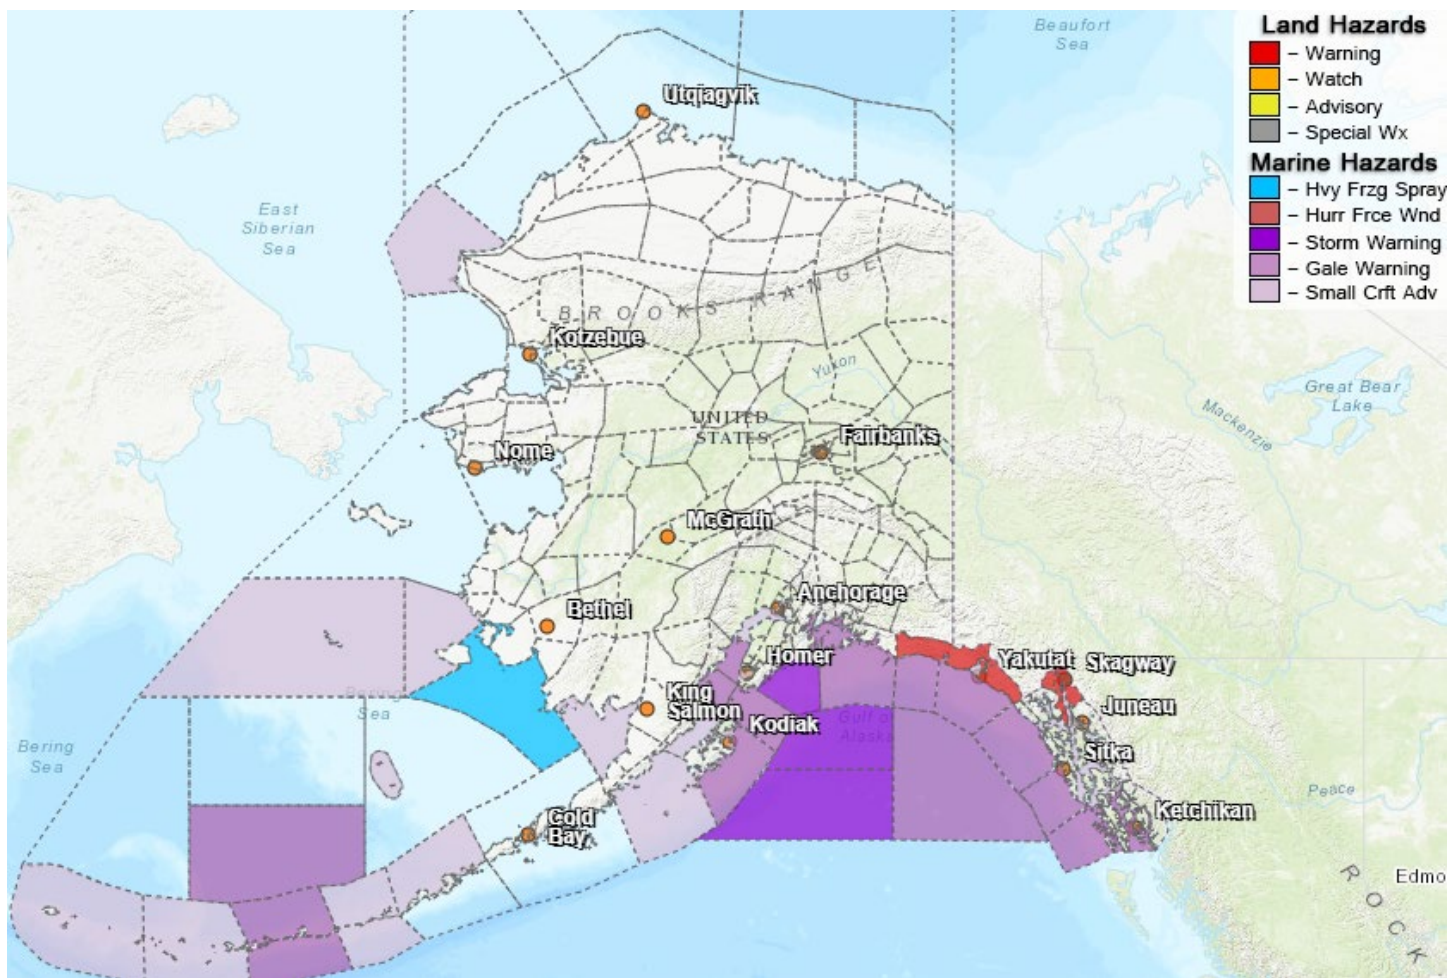 Beaufort
Sea
Land Hazards
– Warning
– Watch
– Advisory
– Special Wx
Marine Hazards
– Hvy Frzg Spray
– Hurr Frce Wnd
– Storm Warning
– Gale Warning
– Small Crft Adv
Utqiagvik
East
Siberian
Sea
BROOKS RANGE
Kotzebue
Yukon
Great Bear
Lake
Mackenzie
UNITED
STATES
Fairbanks
Nome
McGrath
Anchorage
Bethel
Homer
Yakutat
Skagway
King
Salmon
Juneau
Bering
Sea
Kodiak
Gulf of
Alaska
Sitka
Bering
Sea
Peace
Ketchikan
Cold
Bay
Edmo
ROCK